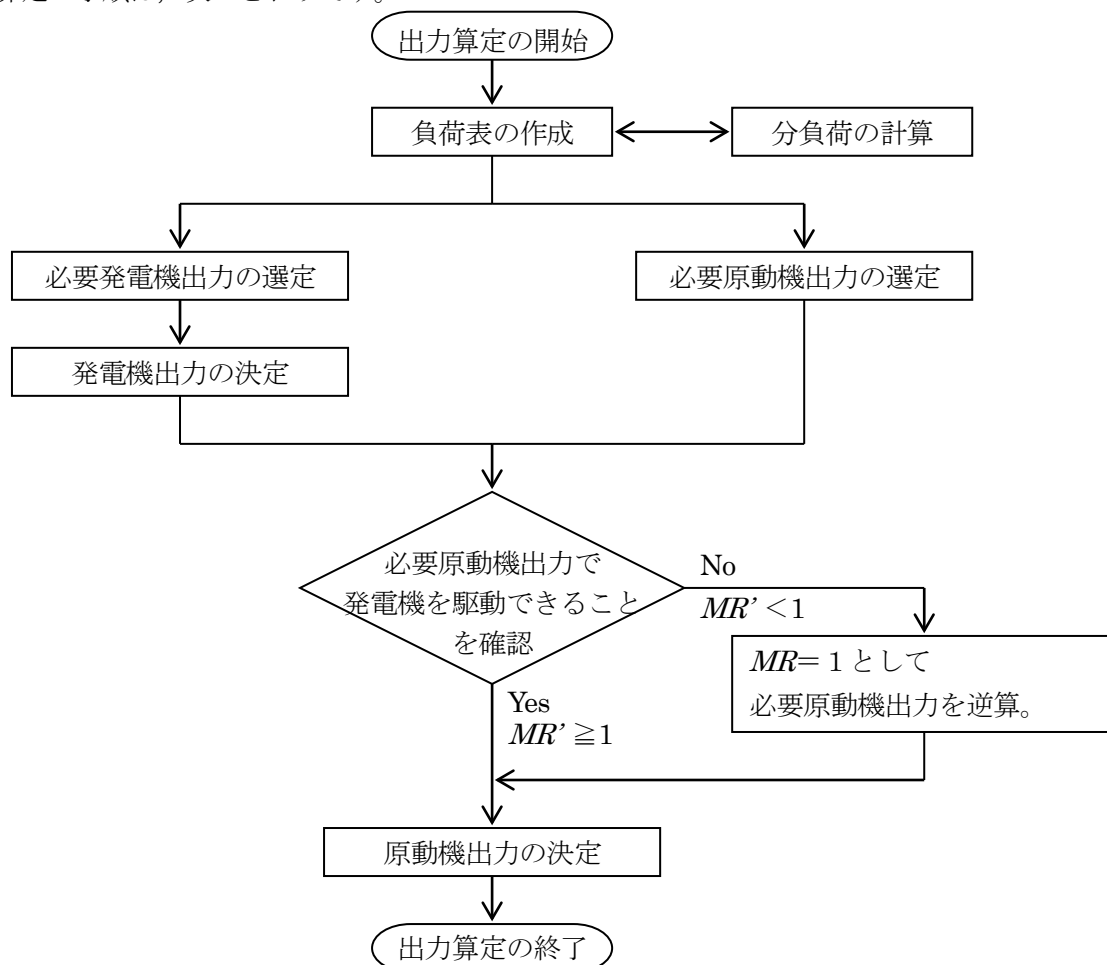 出力算定の開始
負荷表の作成
分負荷の計算
必要発電機出力の選定
必要原動機出力の選定
発電機出力の決定
必要原動機出力で
発電機を駆動できること
を確認
No
MR’＜1
MR＝１として
必要原動機出力を逆算。
Yes
MR’≧1
原動機出力の決定
出力算定の終了